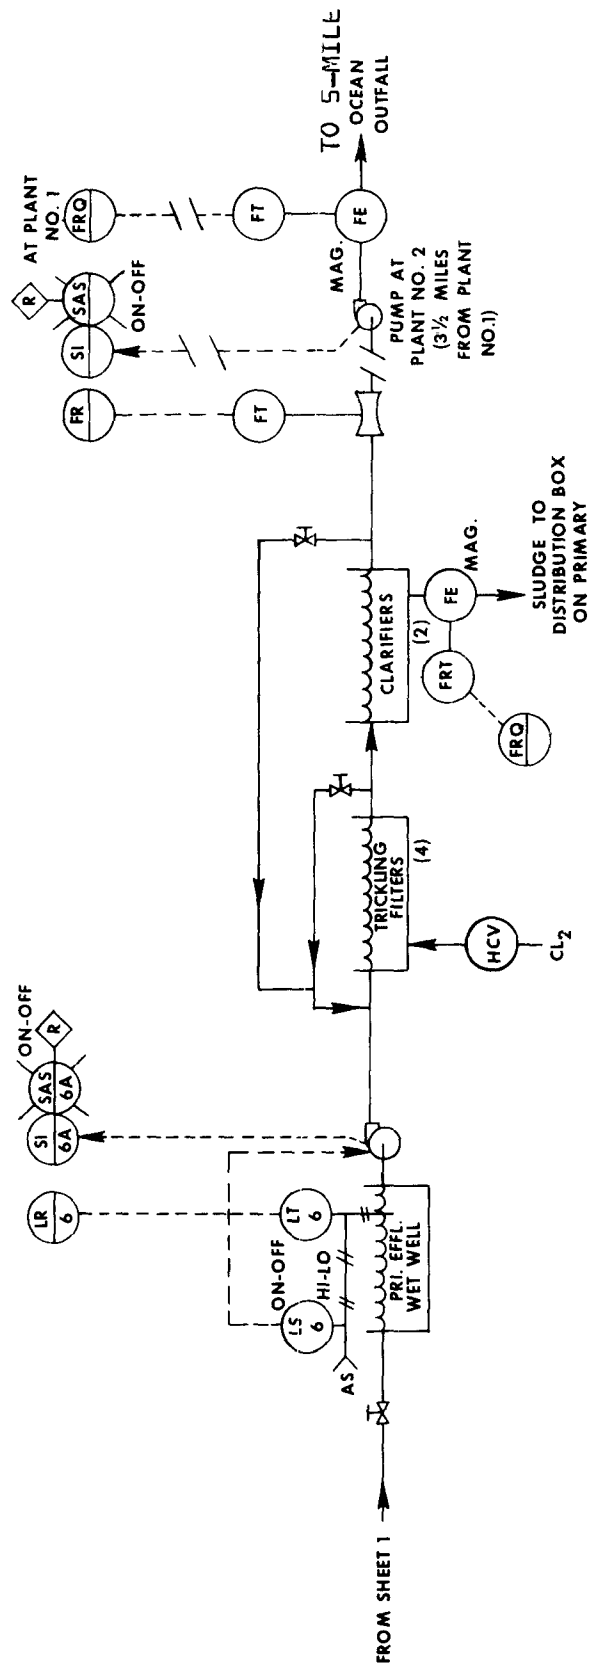 FROM SHEET 1
AS
LS
6
ON-OFF
HI-LO
LT
6
LR
6
PRI. EFFL.
WET WELL
SI
6A
SAS
6A
ON-OFF
R
HCV
CL2
TRICKLING
FILTERS
(4)
CLARIFIERS
(2)
FE
MAG.
FRT
FRQ
SLUDGE TO
DISTRIBUTION BOX
ON PRIMARY
FR
FT
SI
SAS
R
ON-OFF
PUMP AT
PLANT NO. 2
(3 1/2 MILES
FROM PLANT
NO.1)
AT PLANT
NO. 1
FRQ
FT
FE
MAG.
TO 5-MILE
OCEAN
OUTFALL